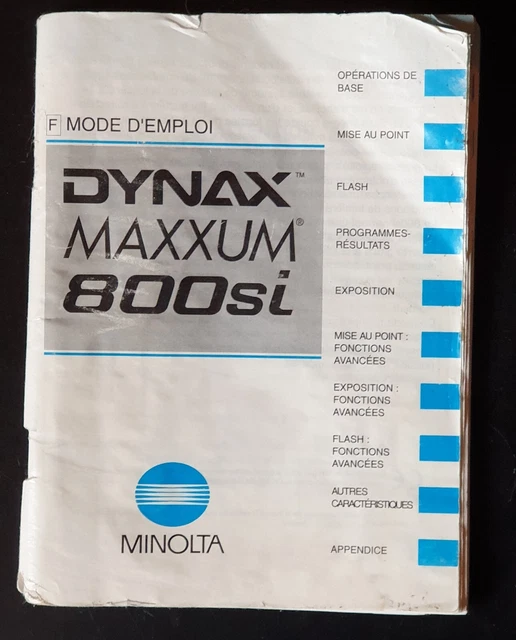 F MODE D'EMPLOI
DYNAX™
MAXXUM®
800si
MINOLTA
OPÉRATIONS DE
BASE
MISE AU POINT
FLASH
PROGRAMMES-
RÉSULTATS
EXPOSITION
MISE AU POINT :
FONCTIONS
AVANCÉES
EXPOSITION :
FONCTIONS
AVANCÉES
FLASH :
FONCTIONS
AVANCÉES
AUTRES
CARACTÉRISTIQUES
APPENDICE